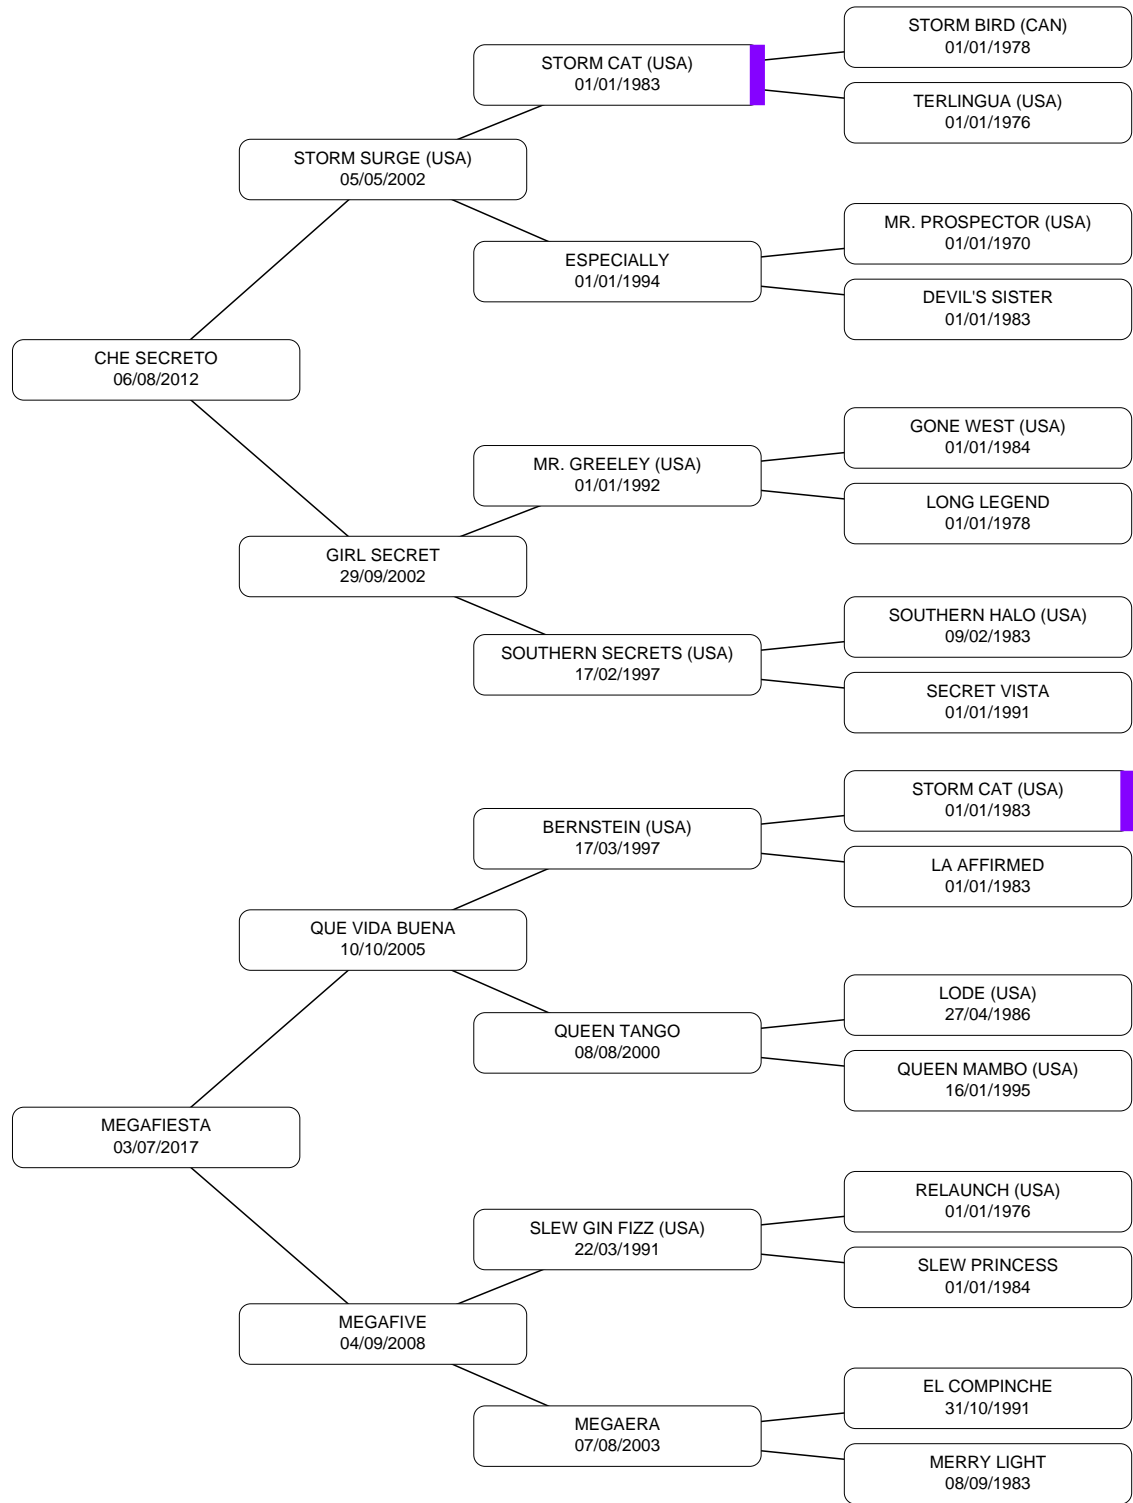 STORM BIRD (CAN)
01/01/1978
STORM CAT (USA)
01/01/1983
TERLINGUA (USA)
01/01/1976
STORM SURGE (USA)
05/05/2002
MR. PROSPECTOR (USA)
01/01/1970
ESPECIALLY
01/01/1994
DEVIL'S SISTER
01/01/1983
CHE SECRETO
06/08/2012
GONE WEST (USA)
01/01/1984
MR. GREELEY (USA)
01/01/1992
LONG LEGEND
01/01/1978
GIRL SECRET
29/09/2002
SOUTHERN HALO (USA)
09/02/1983
SOUTHERN SECRETS (USA)
17/02/1997
SECRET VISTA
01/01/1991
STORM CAT (USA)
01/01/1983
BERNSTEIN (USA)
17/03/1997
LA AFFIRMED
01/01/1983
QUE VIDA BUENA
10/10/2005
LODE (USA)
27/04/1986
QUEEN TANGO
08/08/2000
QUEEN MAMBO (USA)
16/01/1995
MEGAFIESTA
03/07/2017
RELAUNCH (USA)
01/01/1976
SLEW GIN FIZZ (USA)
22/03/1991
SLEW PRINCESS
01/01/1984
MEGAFIVE
04/09/2008
EL COMPINCHE
31/10/1991
MEGAERA
07/08/2003
MERRY LIGHT
08/09/1983